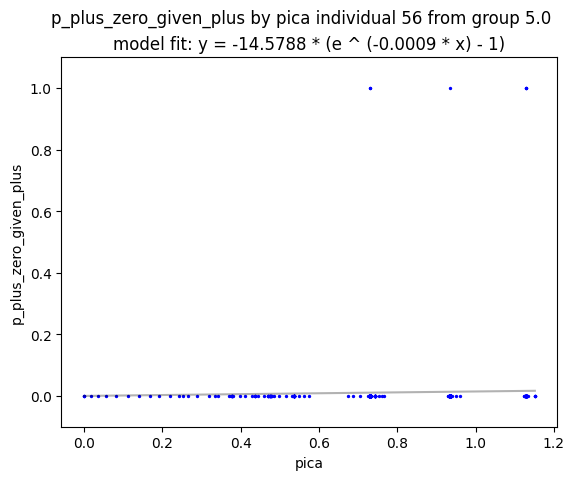 p_plus_zero_given_plus by pica individual 56 from group 5.0
model fit: y = -14.5788 * (e ^ (-0.0009 * x) - 1)
p_plus_zero_given_plus
1.0
0.8
0.6
0.4
0.2
0.0
0.0 0.2 0.4 0.6 0.8 1.0 1.2
pica